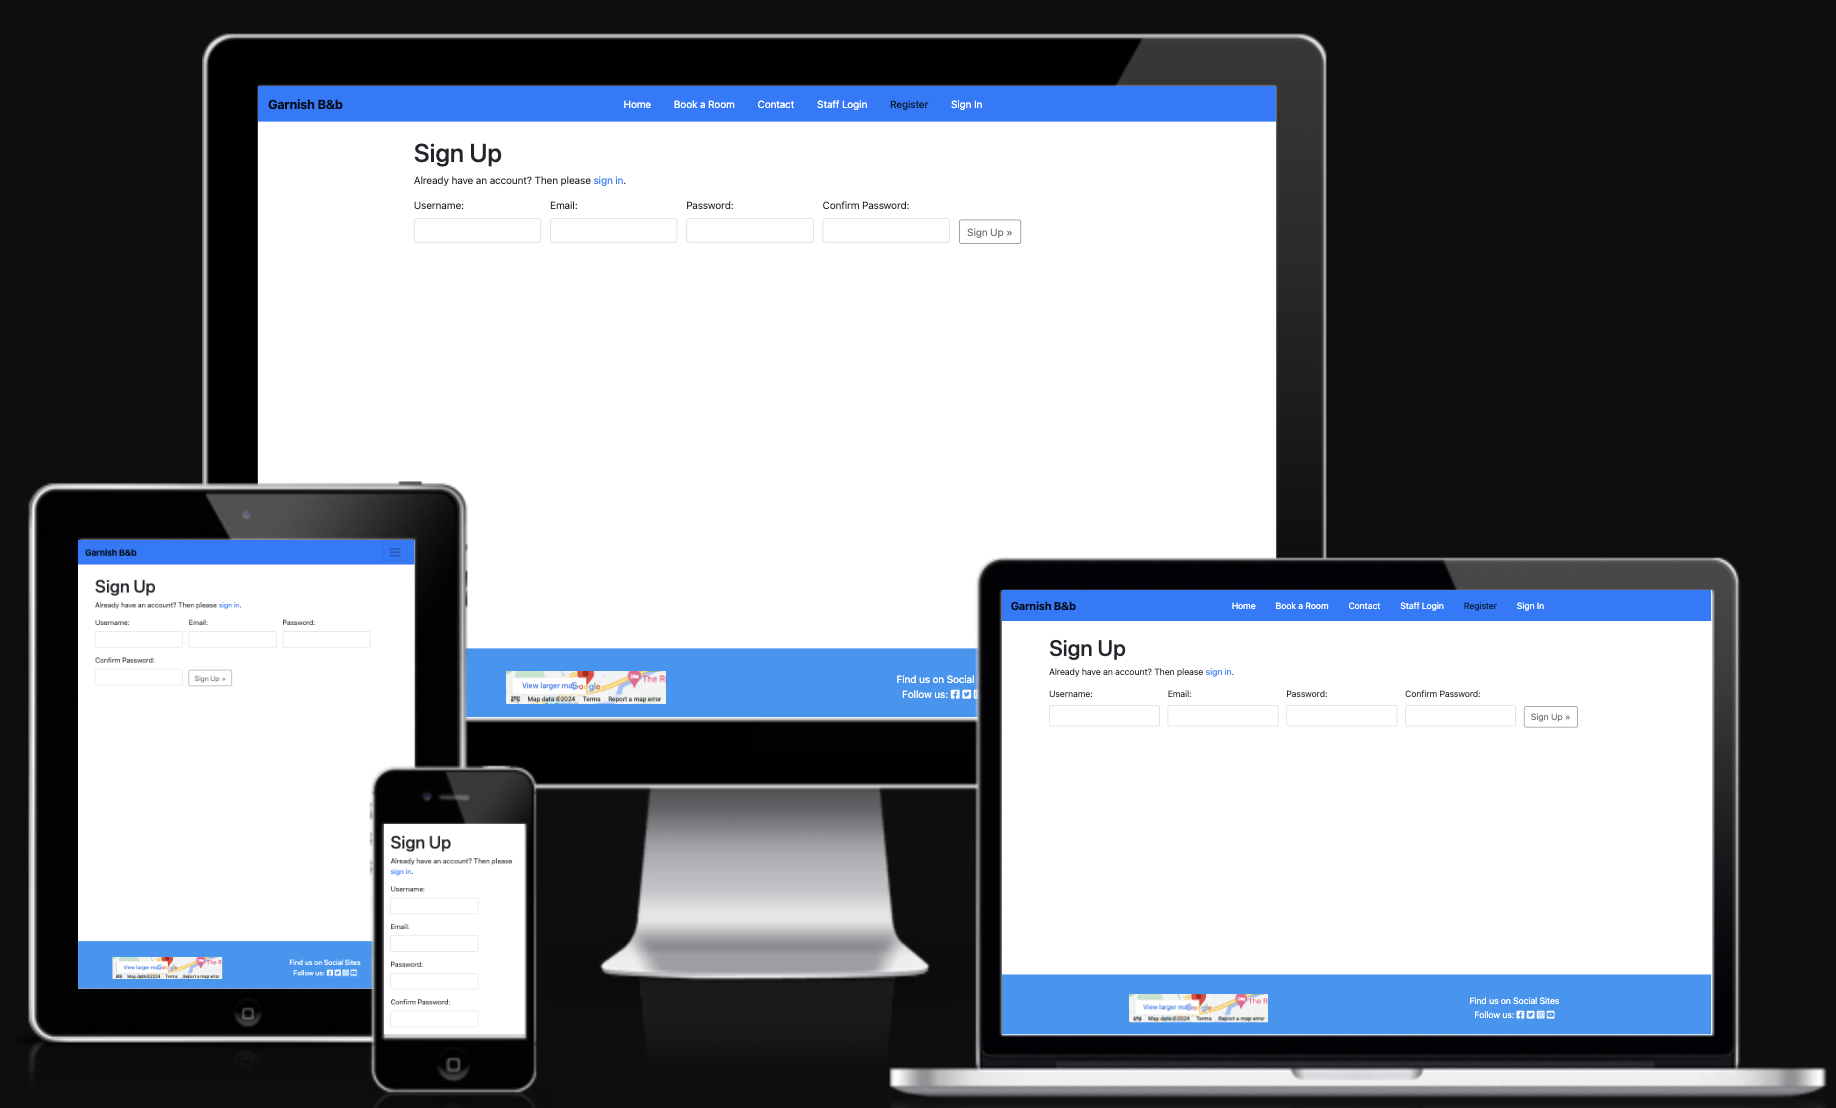 Garnish B&b
Home Book a Room Contact Staff Login Register Sign In
Sign Up
Already have an account? Then please sign in.
Username: Email: Password: Confirm Password:
Sign Up »
View larger map Google The R
Map data ©2024 Terms Report a map error
Find us on Social
Follow us:
Garnish B&b
Sign Up
Already have an account? Then please sign in.
Username: Email: Password:
Confirm Password:
Sign Up »
View larger map Google The R
Map data ©2024 Terms Report a map error
Find us on Social Sites
Follow us:
Sign Up
Already have an account? Then please
sign in.
Username:
Email:
Password:
Confirm Password:
Garnish B&b
Home Book a Room Contact Staff Login Register Sign In
Sign Up
Already have an account? Then please sign in.
Username: Email: Password: Confirm Password:
Sign Up »
View larger map Google The R
Map data ©2024 Terms Report a map error
Find us on Social Sites
Follow us: